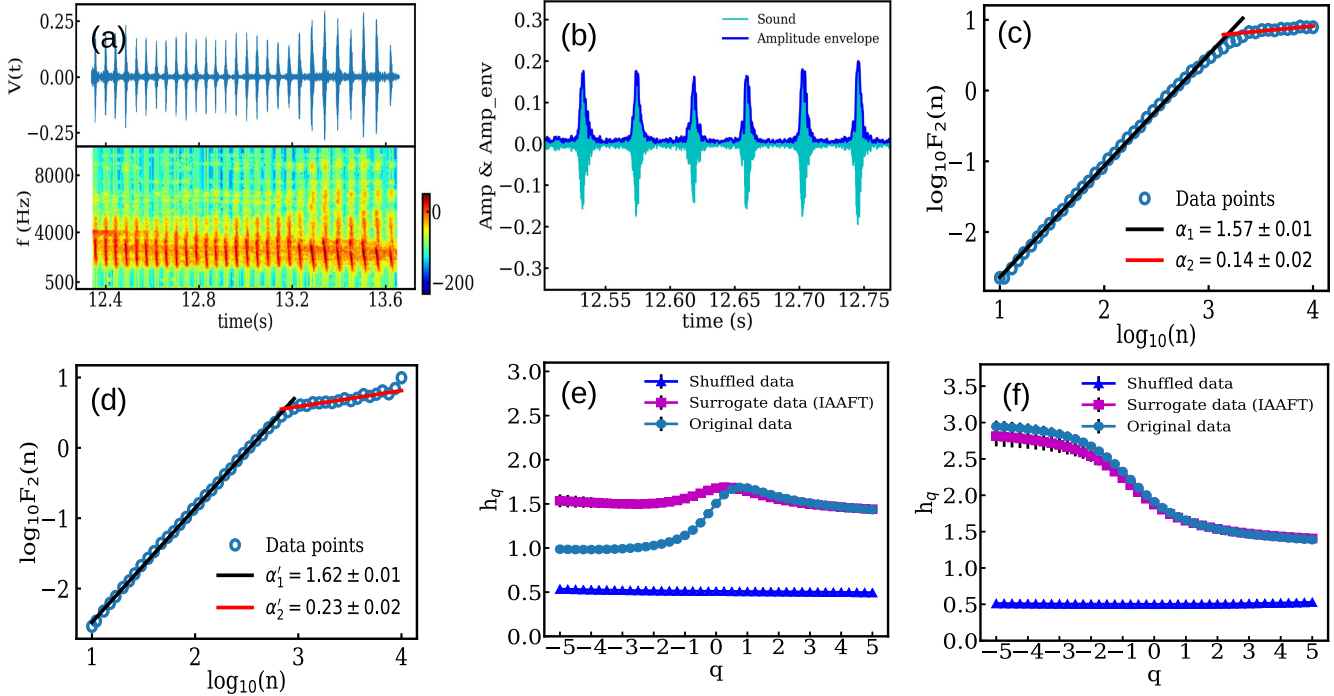 (a)
V(t)
0.25
0.00
−0.25
f (Hz)
8000
4000
500
0
−200
12.4 12.8 13.2 13.6
time(s)
(b)
Sound
Amplitude envelope
Amp & Amp_env
0.3
0.2
0.1
0.0
−0.1
−0.2
−0.3
12.55 12.60 12.65 12.70 12.75
time (s)
(c)
log₁₀F₂(n)
1
0
−1
−2
Data points
α₁ = 1.57 ± 0.01
α₂ = 0.14 ± 0.02
1 2 3 4
log₁₀(n)
(d)
log₁₀F₂(n)
1
0
−1
−2
Data points
α′₁ = 1.62 ± 0.01
α′₂ = 0.23 ± 0.02
1 2 3 4
log₁₀(n)
(e)
Shuffled data
Surrogate data (IAAFT)
Original data
h_q
3.0
2.5
2.0
1.5
1.0
0.5
0.0
−5 −4 −3 −2 −1 0 1 2 3 4 5
q
(f)
Shuffled data
Surrogate data (IAAFT)
Original data
h_q
3.5
3.0
2.5
2.0
1.5
1.0
0.5
0.0
−5 −4 −3 −2 −1 0 1 2 3 4 5
q